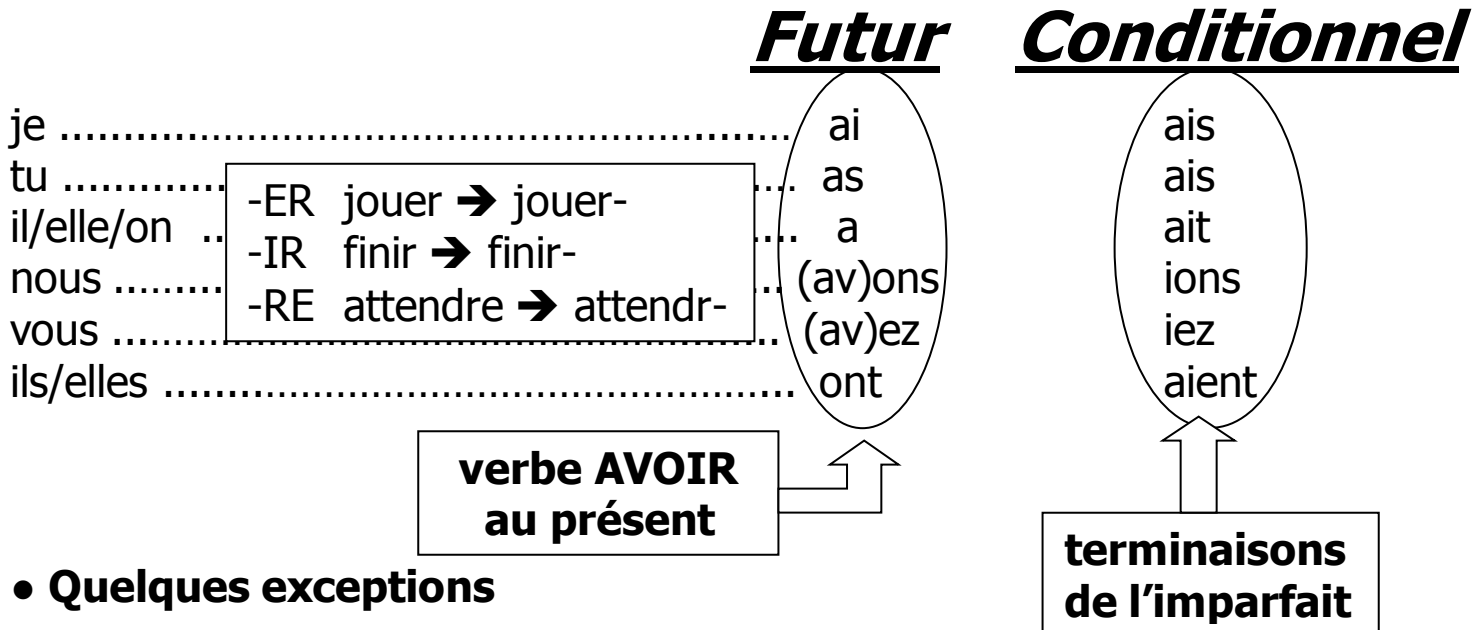 Futur Conditionnel
je ................................................................ ai ais
tu ............. .... as ais
il/elle/on .. .... a ait
nous ......... ... (av)ons ions
vous ............................................................ (av)ez iez
ils/elles ...................................................... ont aient
-ER jouer ➔ jouer-
-IR finir ➔ finir-
-RE attendre ➔ attendr-
verbe AVOIR
au présent
terminaisons
de l’imparfait
● Quelques exceptions